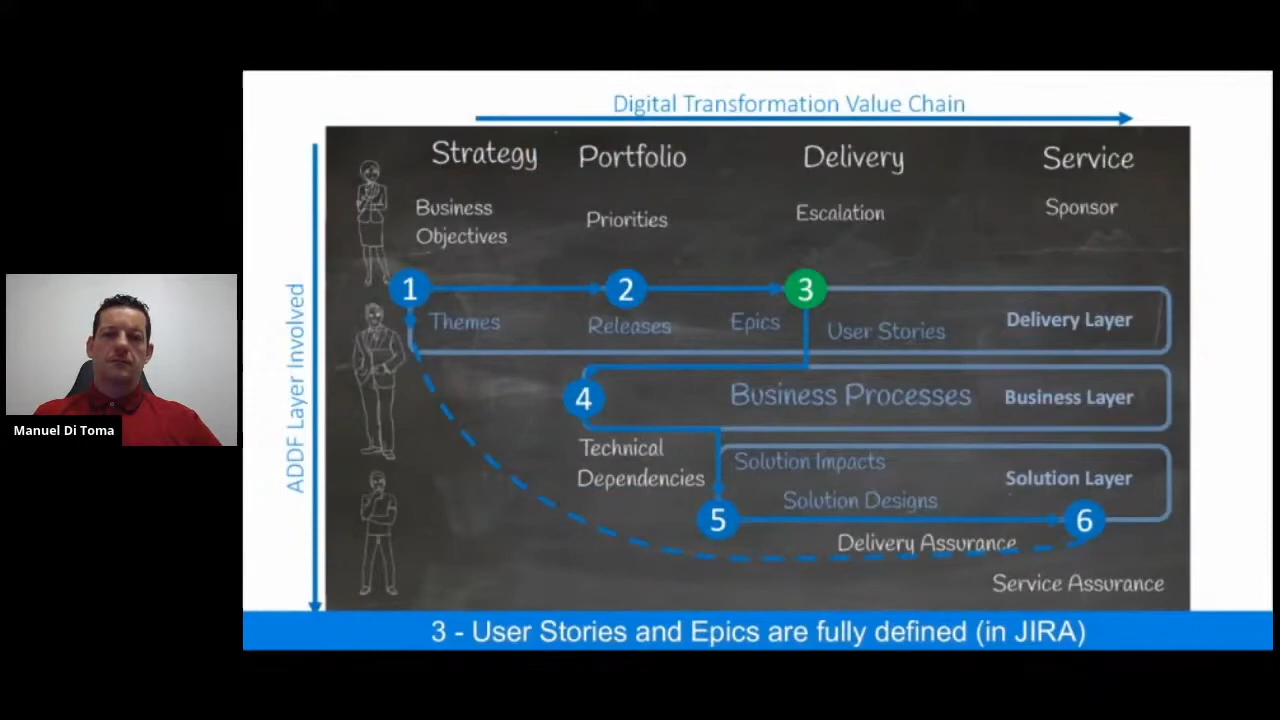 Digital Transformation Value Chain
Strategy
Portfolio
Delivery
Service
Business
Objectives
Priorities
Escalation
Sponsor
1
2
3
Themes
Releases
Epics
User Stories
Delivery Layer
ADDF Layer Involved
4
Business Processes
Business Layer
Technical
Dependencies
Solution Impacts
Solution Layer
Solution Designs
5
6
Delivery Assurance
Service Assurance
Manuel Di Toma
3 - User Stories and Epics are fully defined (in JIRA)